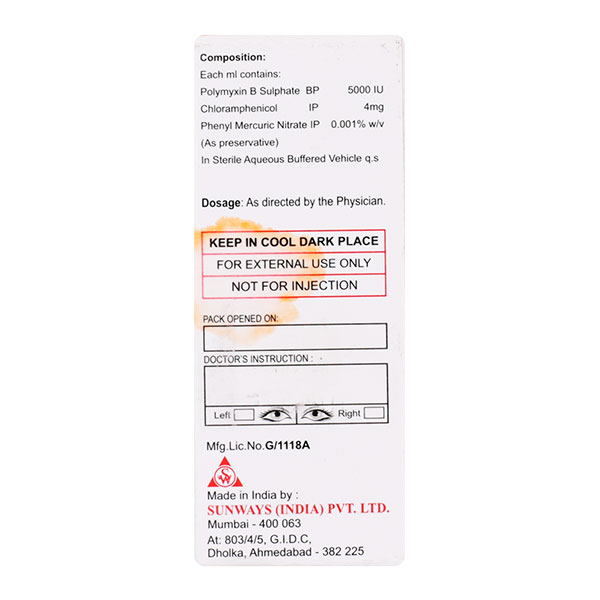 Composition:
Each ml contains:
Polymyxin B Sulphate BP 5000 IU
Chloramphenicol IP 4mg
Phenyl Mercuric Nitrate IP 0.001% w/v
(As preservative)
In Sterile Aqueous Buffered Vehicle q.s
Dosage: As directed by the Physician.
KEEP IN COOL DARK PLACE
FOR EXTERNAL USE ONLY
NOT FOR INJECTION
PACK OPENED ON:
DOCTOR'S INSTRUCTION :
Left Right
Mfg.Lic.No.G/1118A
SW
Made in India by :
SUNWAYS (INDIA) PVT. LTD.
Mumbai - 400 063
At: 803/4/5, G.I.D.C,
Dholka, Ahmedabad - 382 225